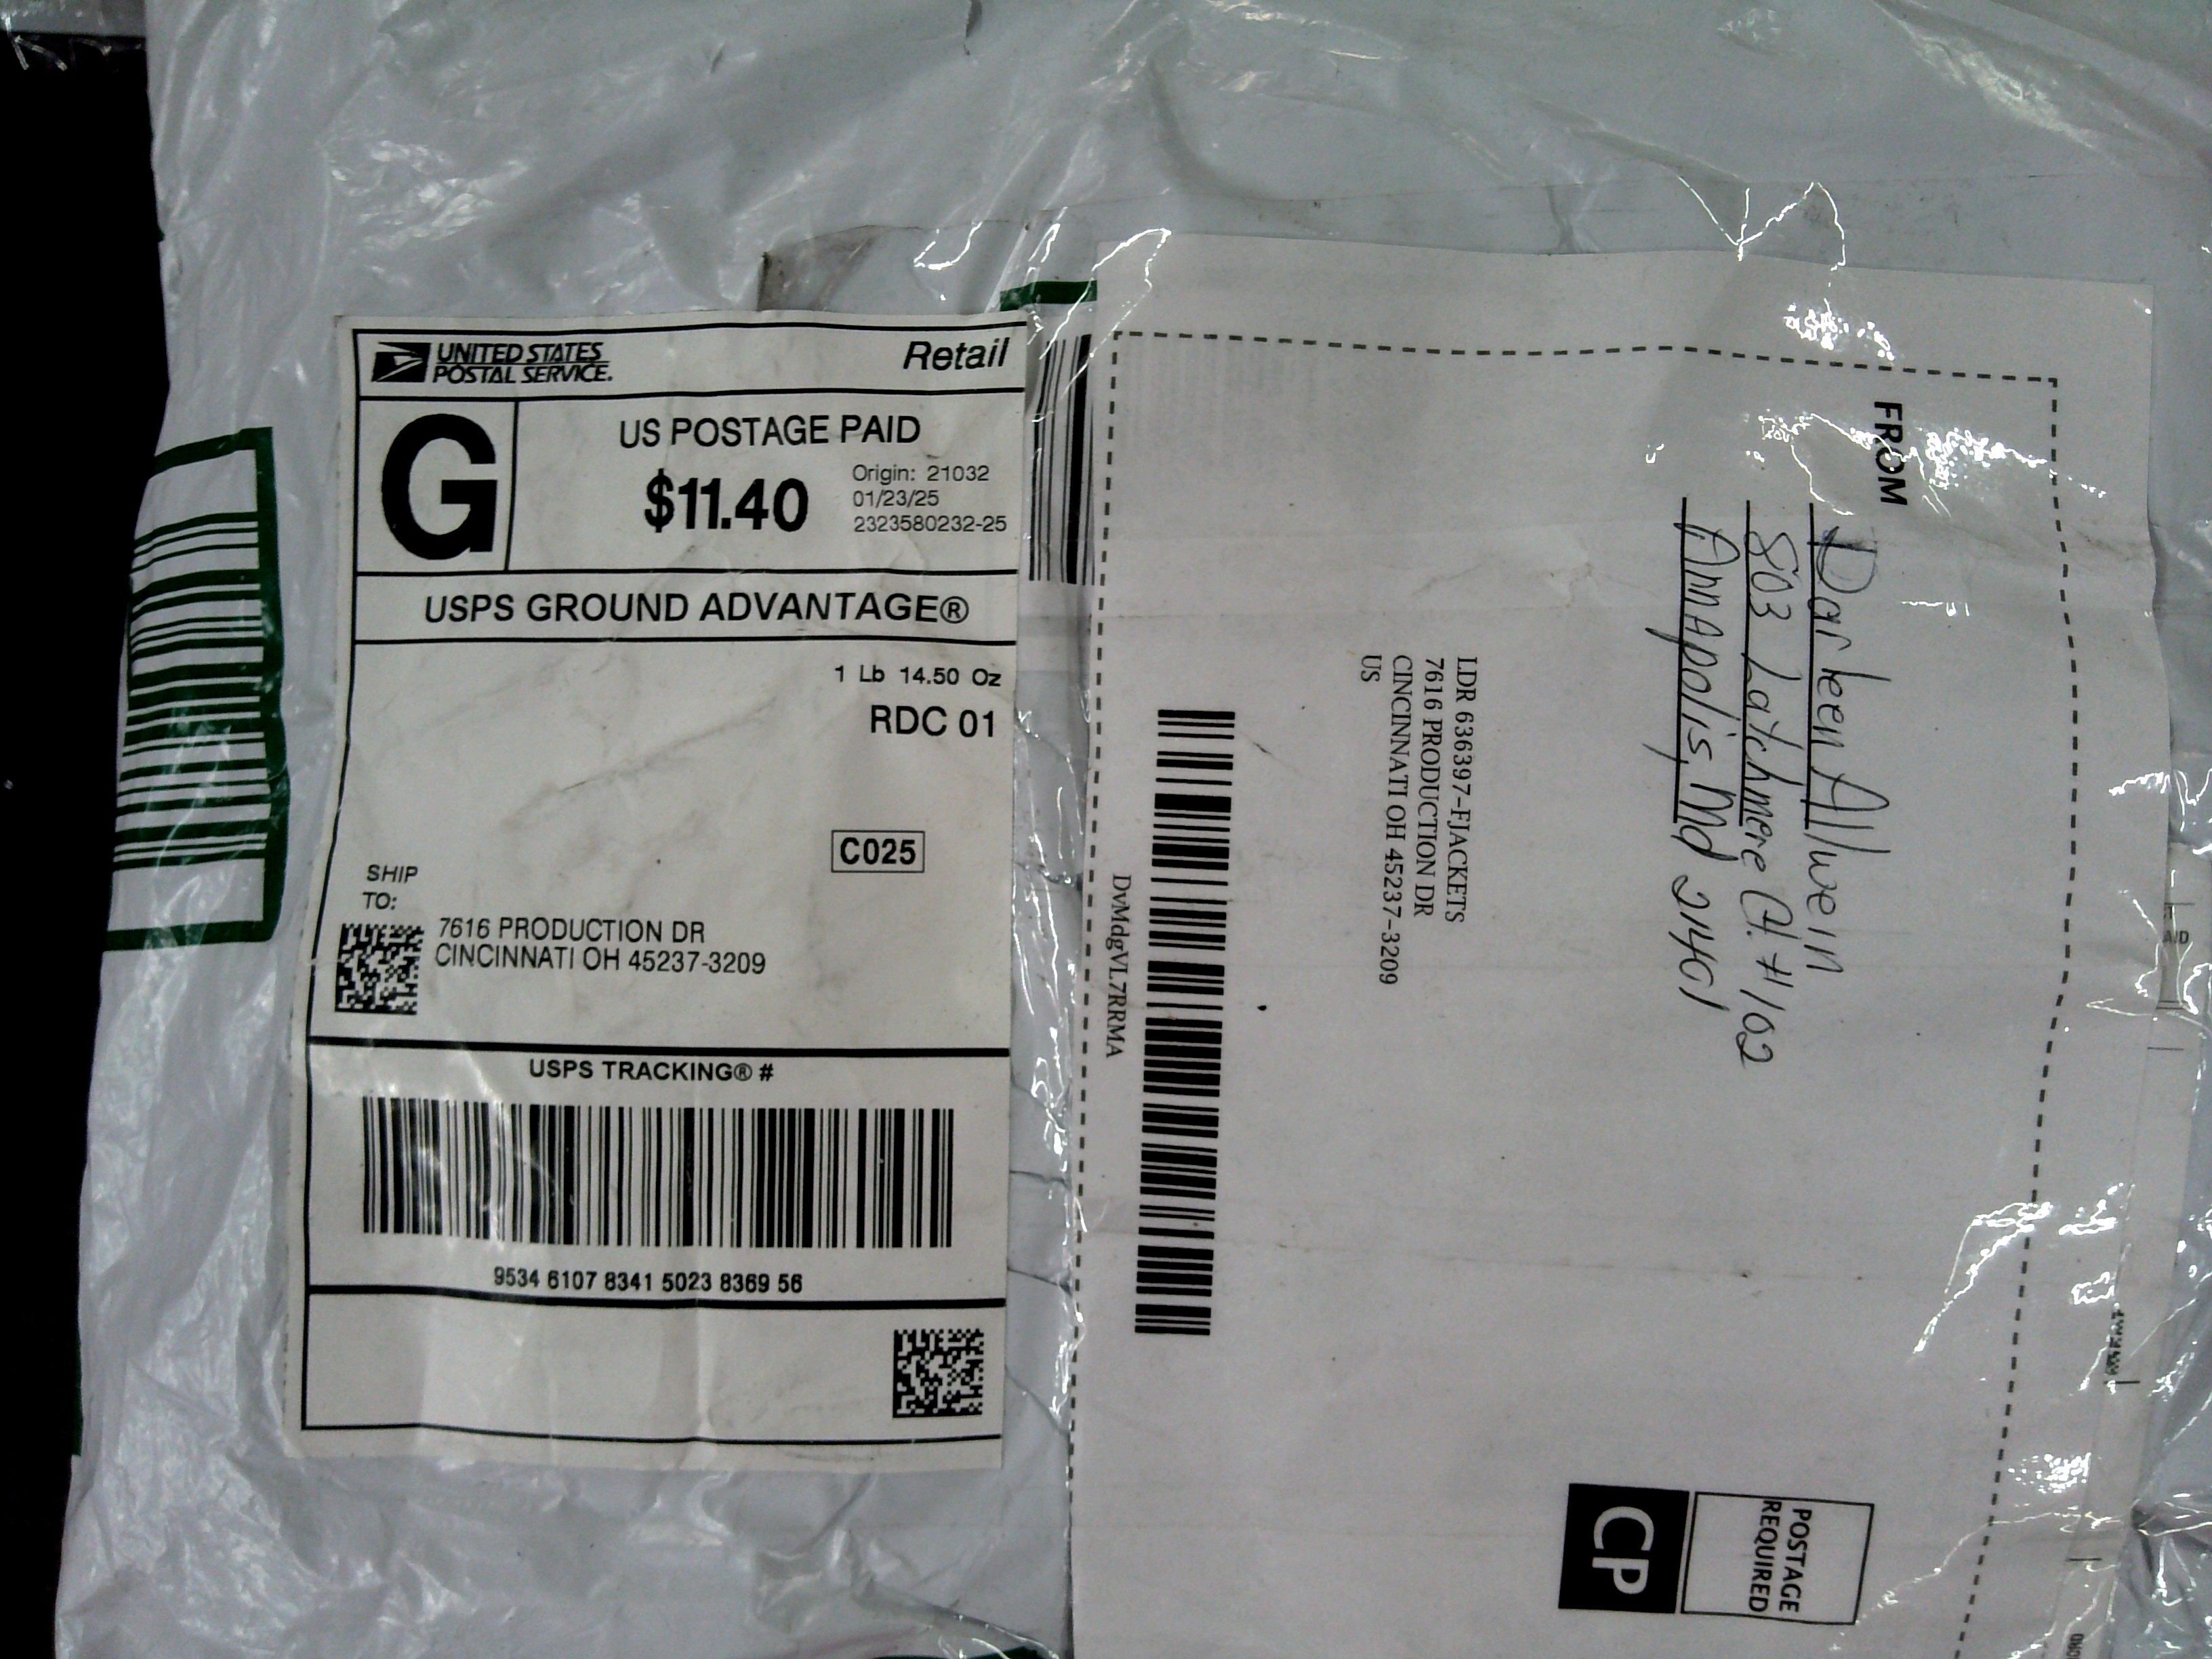 UNITED STATES
POSTAL SERVICE.
Retail
G
US POSTAGE PAID
$11.40
Origin: 21032
01/23/25
2323580232-25
USPS GROUND ADVANTAGE®
1 Lb 14.50 Oz
RDC 01
C025
SHIP
TO:
7616 PRODUCTION DR
CINCINNATI OH 45237-3209
USPS TRACKING® #
9534 6107 8341 5023 8369 56
FROM
Darleen Allwein
803 Latchmere Ct. #102
Annapolis, Md 21401
LDR 636397-FJACKETS
7616 PRODUCTION DR
CINCINNATI OH 45237-3209
US
DvMdgVL7RRMA
POSTAGE
REQUIRED
CP